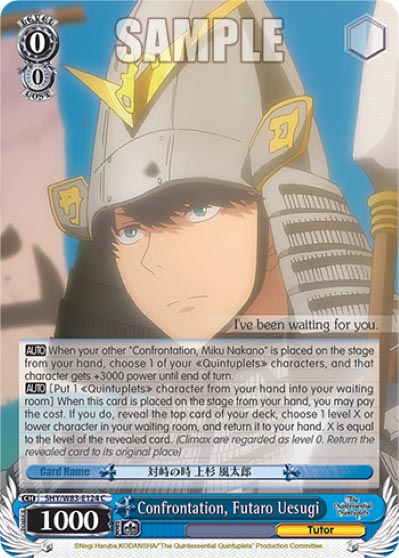 SAMPLE
LEVEL
0
0
COST
I've been waiting for you.
AUTO When your other "Confrontation, Miku Nakano" is placed on the stage
from your hand, choose 1 of your «Quintuplets» characters, and that
character gets +3000 power until end of turn.
AUTO [Put 1 «Quintuplets» character from your hand into your waiting
room] When this card is placed on the stage from your hand, you may pay
the cost. If you do, reveal the top card of your deck, choose 1 level X or
lower character in your waiting room, and return it to your hand. X is equal
to the level of the revealed card. (Climax are regarded as level 0. Return the
revealed card to its original place)
Card Name 対峙の時 上杉 風太郎
CH 5HY/W83-E124 C
1000
Confrontation, Futaro Uesugi
The Quintessential Quintuplets
Tutor
©Negi Haruba,KODANSHA/"The Quintessential Quintuplets" Production Committee